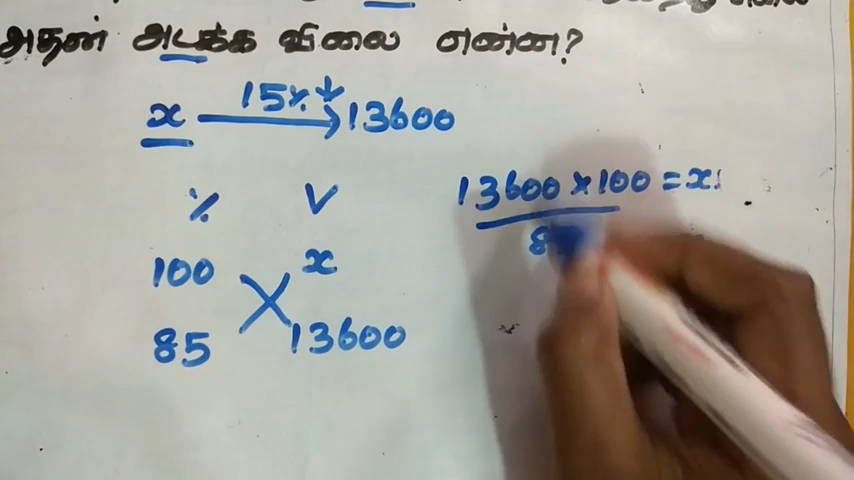 அதன் அடக்க விலை என்ன?
x 15% ↓ → 13600
% V
100 x
85 13600
13600 × 100 = x